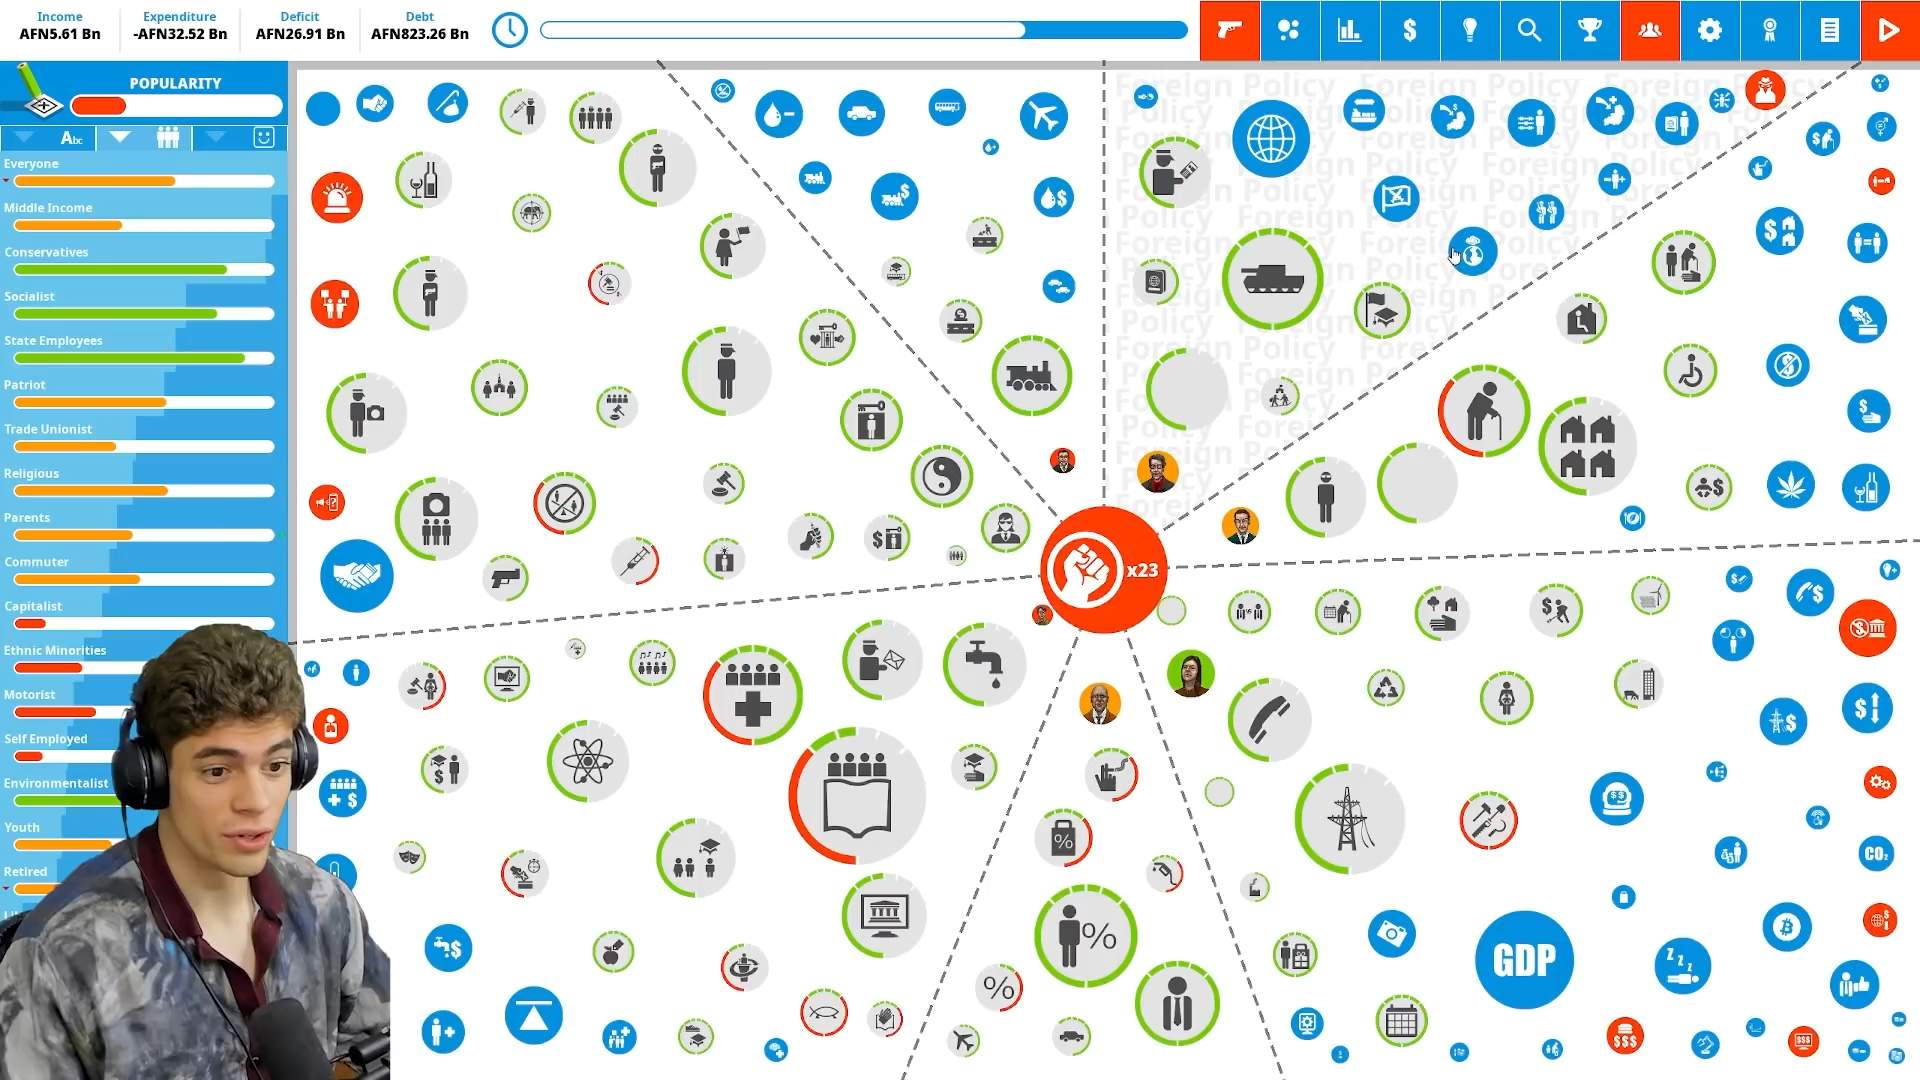 Income
AFN5.61 Bn
Expenditure
-AFN32.52 Bn
Deficit
AFN26.91 Bn
Debt
AFN823.26 Bn
POPULARITY
Abc
Everyone
Middle Income
Conservatives
Socialist
State Employees
Patriot
Trade Unionist
Religious
Parents
Commuter
Capitalist
Ethnic Minorities
Motorist
Self Employed
Environmentalist
Youth
Retired
Foreign Policy
x23
GDP
CO₂
%
%
%
$$$
$$$
Z Z Z